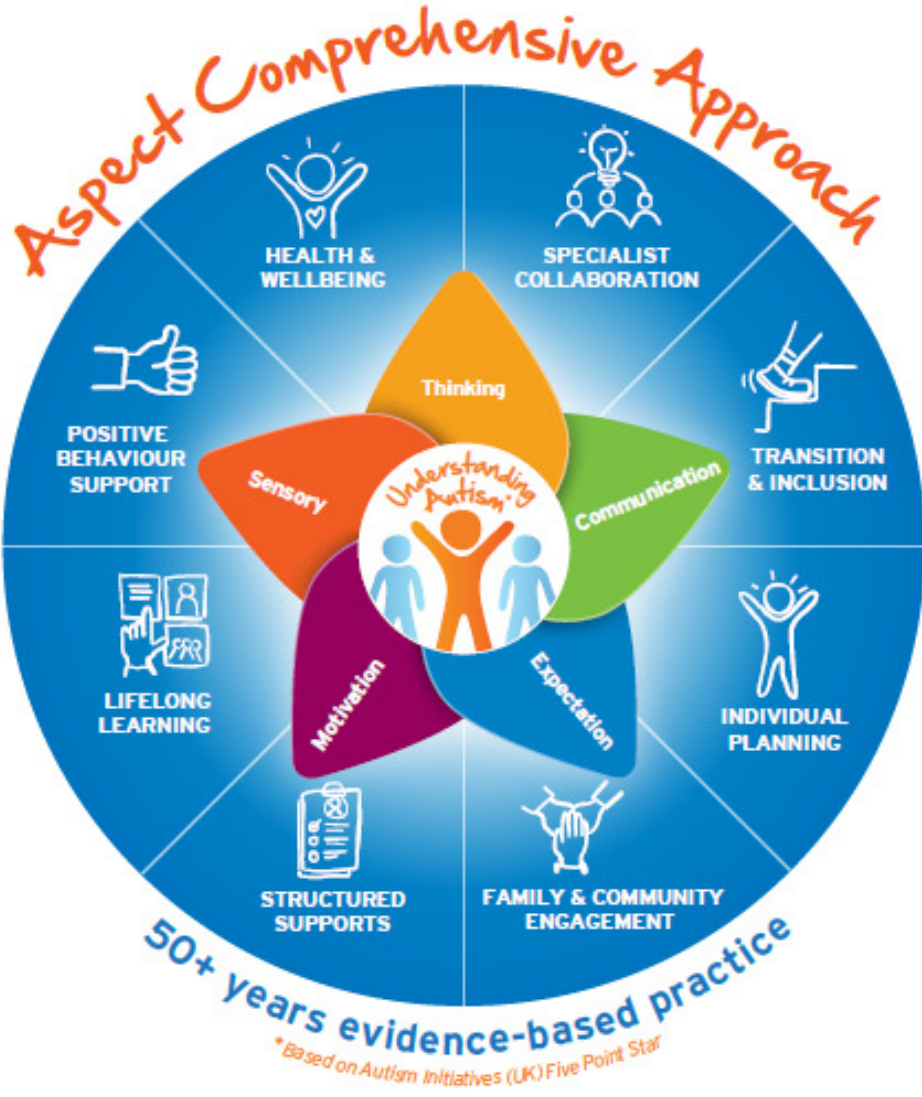 Aspect Comprehensive Approach
HEALTH &
WELLBEING
SPECIALIST
COLLABORATION
TRANSITION
& INCLUSION
INDIVIDUAL
PLANNING
FAMILY & COMMUNITY
ENGAGEMENT
STRUCTURED
SUPPORTS
LIFELONG
LEARNING
POSITIVE
BEHAVIOUR
SUPPORT
Thinking
Communication
Expectation
Motivation
Sensory
Understanding
Autism*
50+ years evidence-based practice
*Based on Autism Initiatives (UK) Five Point Star